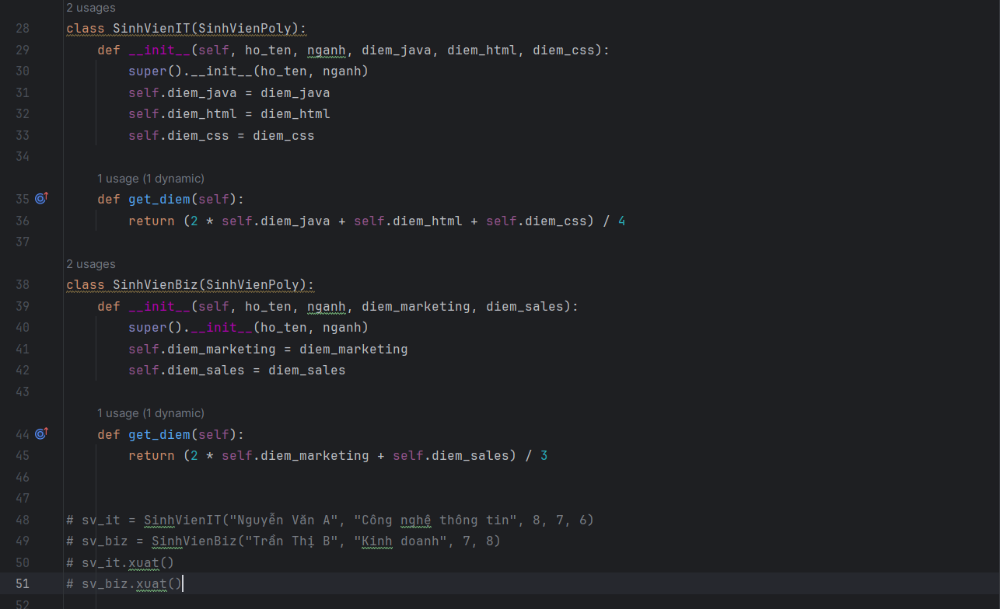 2 usages
28 class SinhVienIT(SinhVienPoly):
29     def __init__(self, ho_ten, nganh, diem_java, diem_html, diem_css):
30         super().__init__(ho_ten, nganh)
31         self.diem_java = diem_java
32         self.diem_html = diem_html
33         self.diem_css = diem_css
34
1 usage (1 dynamic)
35     def get_diem(self):
36         return (2 * self.diem_java + self.diem_html + self.diem_css) / 4
37
2 usages
38 class SinhVienBiz(SinhVienPoly):
39     def __init__(self, ho_ten, nganh, diem_marketing, diem_sales):
40         super().__init__(ho_ten, nganh)
41         self.diem_marketing = diem_marketing
42         self.diem_sales = diem_sales
43
1 usage (1 dynamic)
44     def get_diem(self):
45         return (2 * self.diem_marketing + self.diem_sales) / 3
46
47
48 # sv_it = SinhVienIT("Nguyễn Văn A", "Công nghệ thông tin", 8, 7, 6)
49 # sv_biz = SinhVienBiz("Trần Thị B", "Kinh doanh", 7, 8)
50 # sv_it.xuat()
51 # sv_biz.xuat()
52